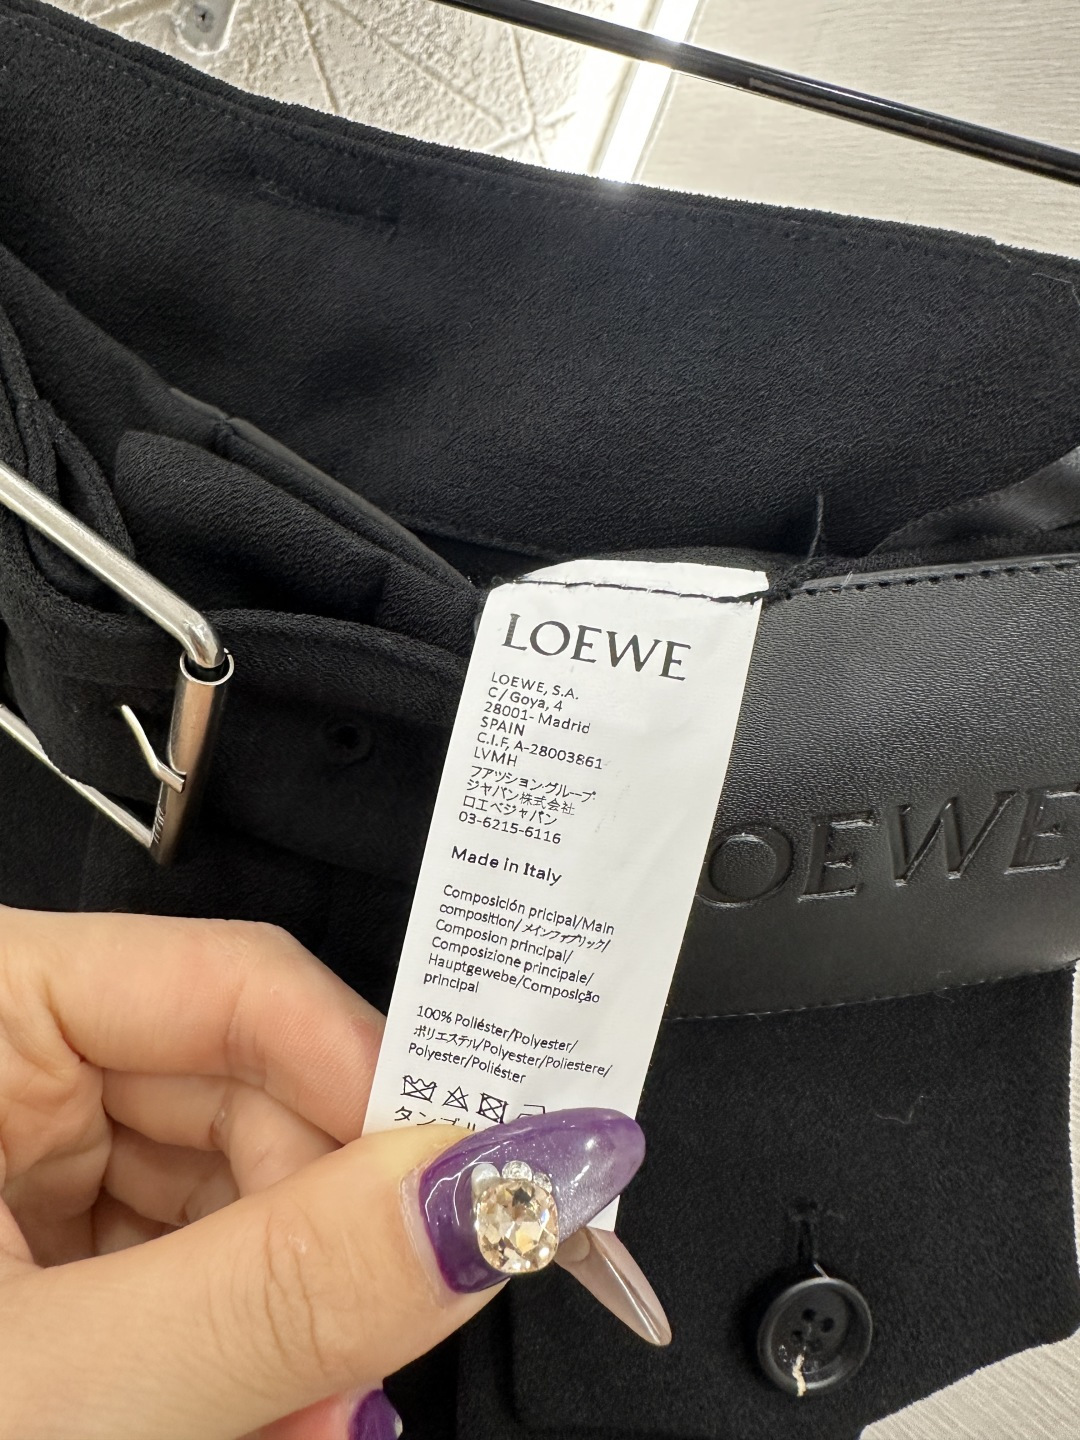 LOEWE
LOEWE, S.A.
C/Goya, 4
28001- Madrid
SPAIN
C.I.F, A-28003861
LVMH
ファッション・グループ
ジャパン株式会社
ロエベジャパン
03-6215-6116
Made in Italy
Composición pricipal/Main
composition/メインファブリック/
Composion principal/
Composizione principale/
Hauptgewebe/Composição
principal
100% Poliéster/Polyester/
ポリエステル/Polyester/Poliestere/
Polyester/Poliéster
OEWE